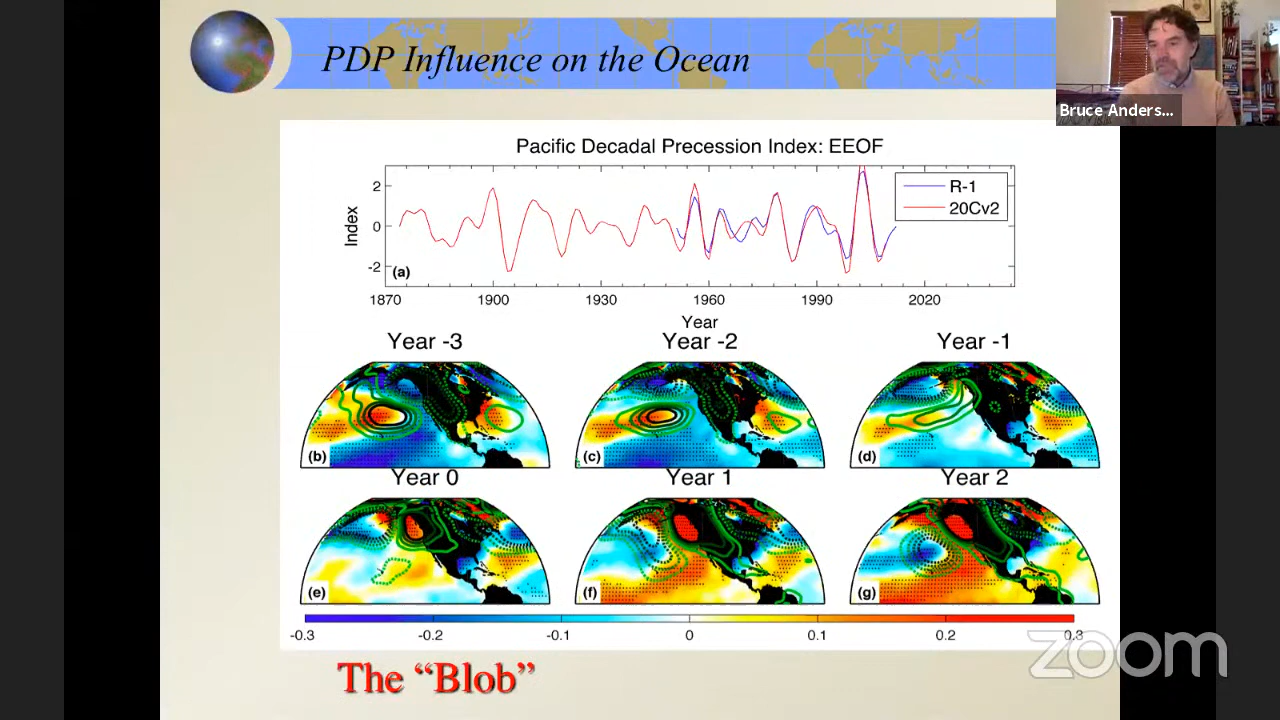 PDP Influence on the Ocean
Bruce Anders...
Pacific Decadal Precession Index: EEOF
R-1
20Cv2
Index
2
0
-2
(a)
1870 1900 1930 1960 1990 2020
Year
Year -3 Year -2 Year -1
(b) (c) (d)
Year 0 Year 1 Year 2
(e) (f) (g)
-0.3 -0.2 -0.1 0 0.1 0.2 0.3
zoom
The “Blob”